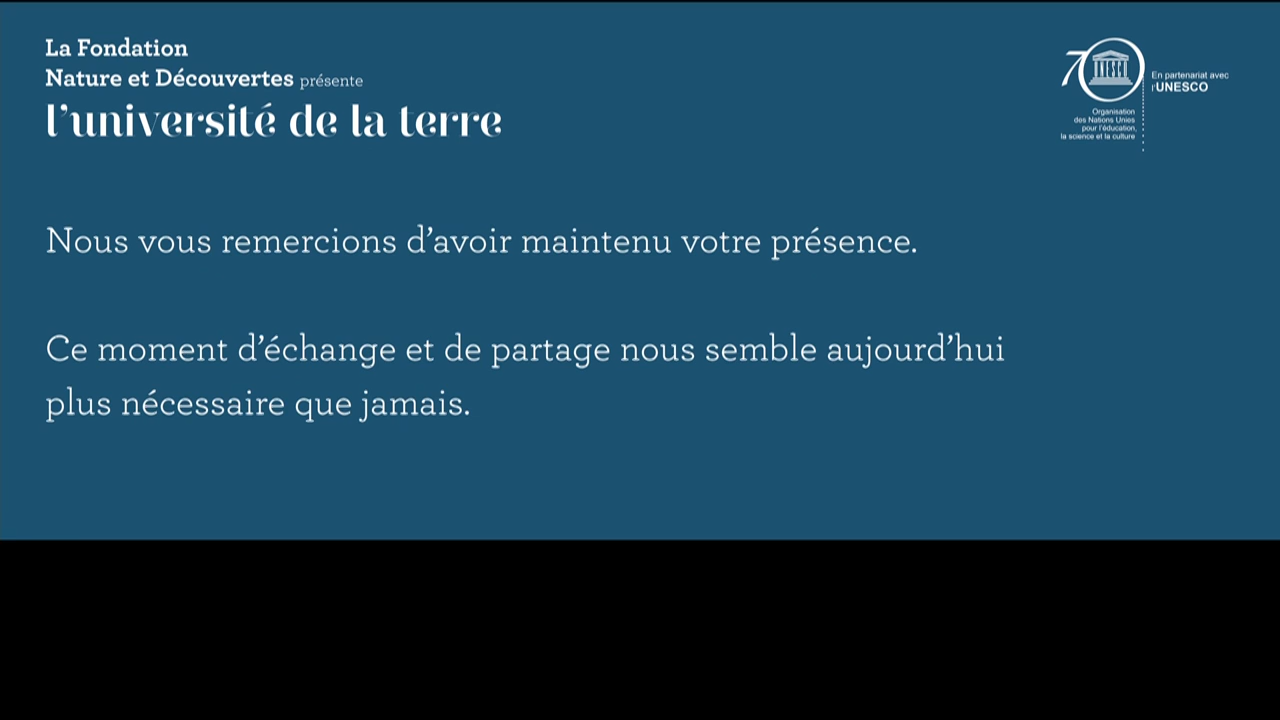 La Fondation
Nature et Découvertes présente
l'université de la terre
70
UNESCO
En partenariat avec
l'UNESCO
Organisation
des Nations Unies
pour l'éducation,
la science et la culture
Nous vous remercions d'avoir maintenu votre présence.
Ce moment d'échange et de partage nous semble aujourd'hui
plus nécessaire que jamais.